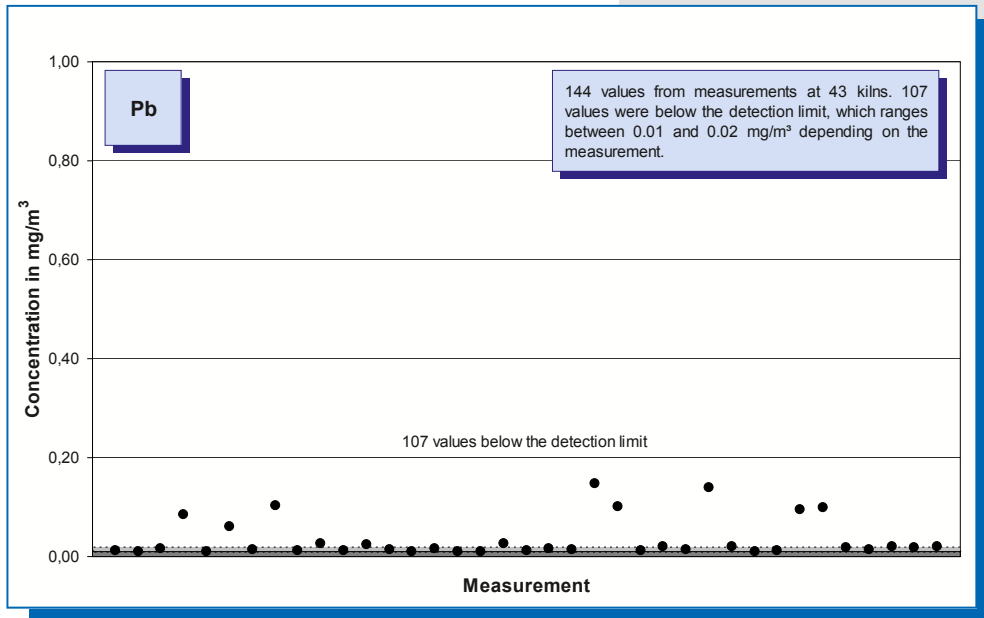 1,00
Pb
144 values from measurements at 43 kilns. 107
values were below the detection limit, which ranges
between 0.01 and 0.02 mg/m³ depending on the
measurement.
0,80
0,60
Concentration in mg/m³
0,40
107 values below the detection limit
0,20
0,00
Measurement